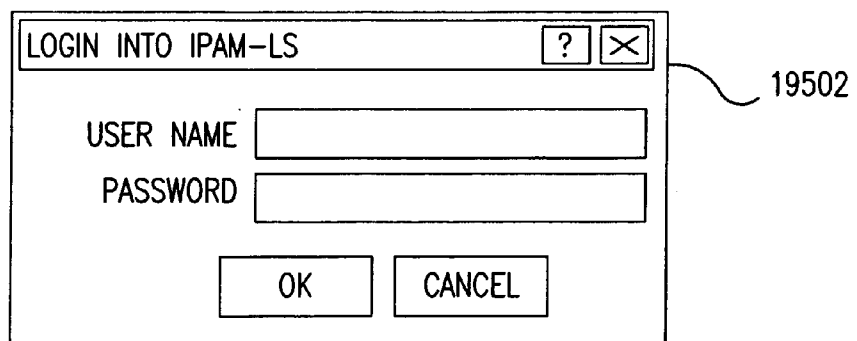 LOGIN INTO IPAM-LS ?
19502
USER NAME
PASSWORD
OK CANCEL